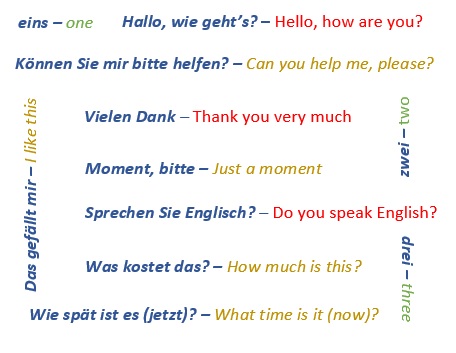 eins – one
Hallo, wie geht’s? – Hello, how are you?
Können Sie mir bitte helfen? – Can you help me, please?
Das gefällt mir – I like this
Vielen Dank – Thank you very much
zwei – two
Moment, bitte – Just a moment
Sprechen Sie Englisch? – Do you speak English?
drei – three
Was kostet das? – How much is this?
Wie spät ist es (jetzt)? – What time is it (now)?